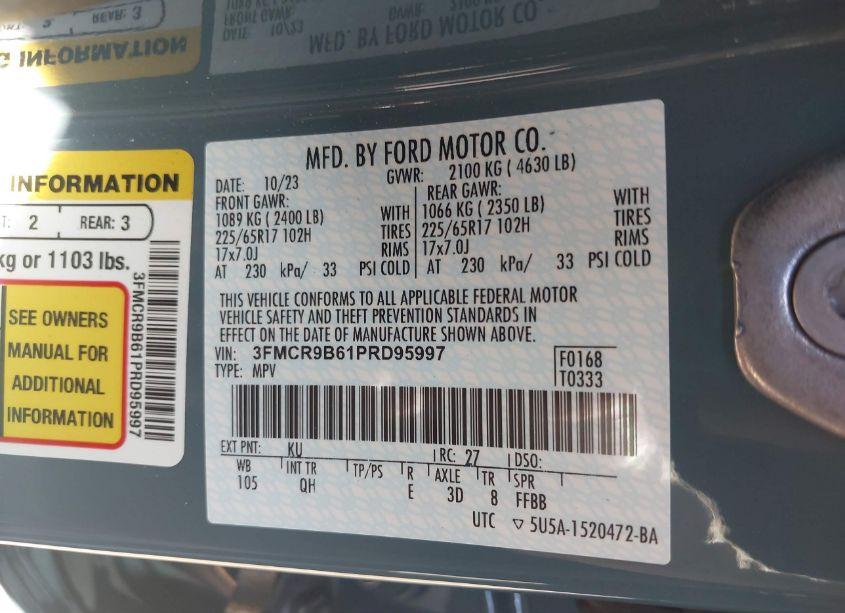 INFORMATION
2
REAR: 3
kg or 1103 lbs.
SEE OWNERS
MANUAL FOR
ADDITIONAL
INFORMATION
3FMCR9B61PRD95997
MFD. BY FORD MOTOR CO.
DATE: 10/23 GVWR: 2100 KG ( 4630 LB)
FRONT GAWR: REAR GAWR:
1089 KG ( 2400 LB) WITH 1066 KG ( 2350 LB) WITH
225/65R17 102H TIRES 225/65R17 102H TIRES
17x7.0J RIMS 17x7.0J RIMS
AT 230 kPa/ 33 PSI COLD AT 230 kPa/ 33 PSI COLD
THIS VEHICLE CONFORMS TO ALL APPLICABLE FEDERAL MOTOR
VEHICLE SAFETY AND THEFT PREVENTION STANDARDS IN
EFFECT ON THE DATE OF MANUFACTURE SHOWN ABOVE.
VIN: 3FMCR9B61PRD95997 F0168
TYPE: MPV T0333
EXT PNT: KU RC: 27 DSO:
WB INT TR TP/PS R AXLE TR SPR
105 QH E 3D 8 FFBB
UTC ▽ 5U5A-1520472-BA